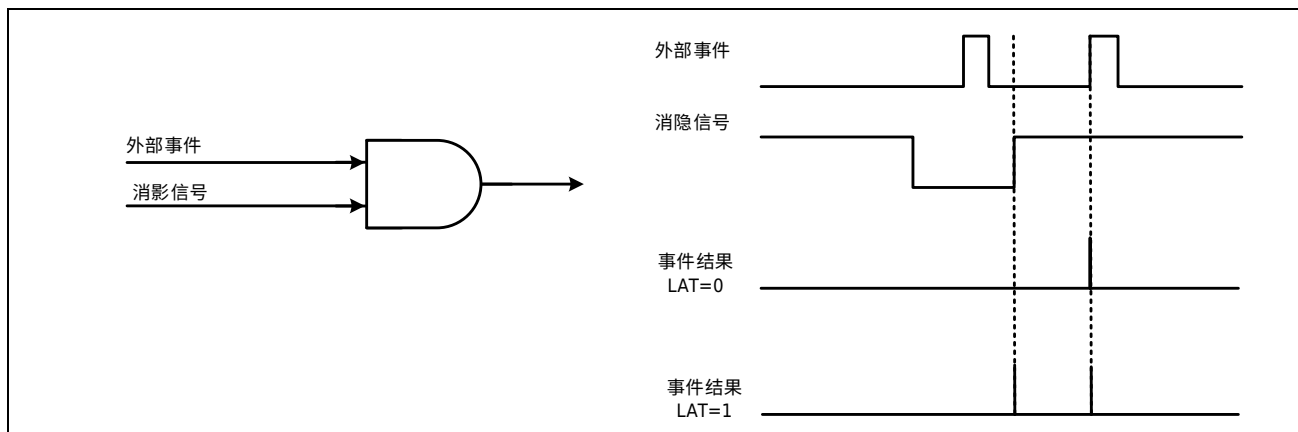 外部事件
消影信号
外部事件
消隐信号
事件结果
LAT=0
事件结果
LAT=1